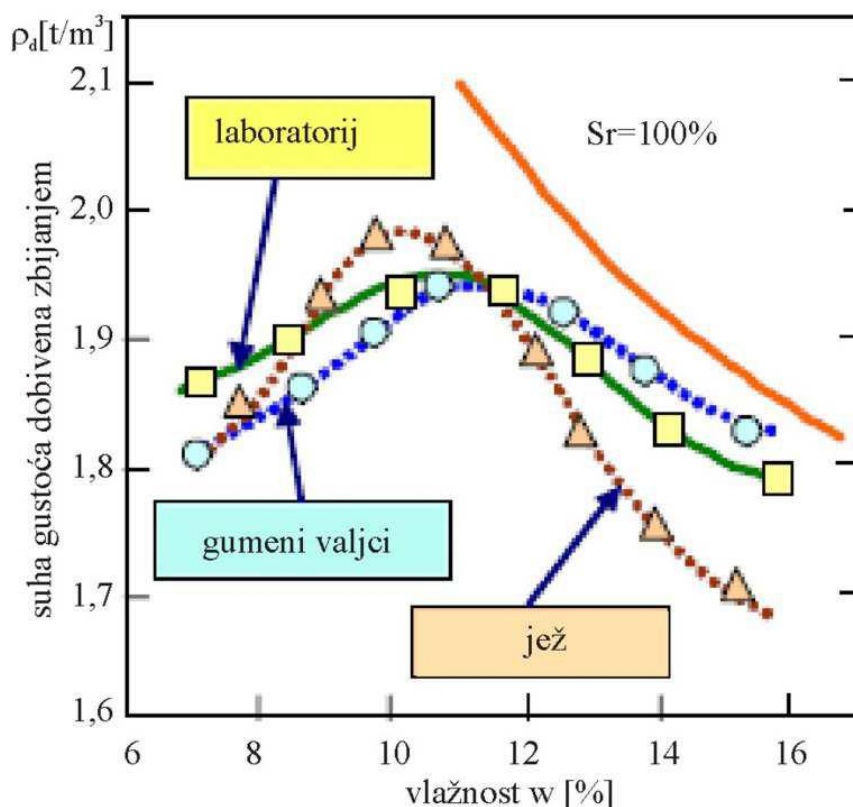 ρd[t/m³]
2,1
2,0
1,9
1,8
1,7
1,6
suha gustoća dobivena zbijanjem
laboratorij
Sr=100%
gumeni valjci
jež
6 8 10 12 14 16
vlažnost w [%]